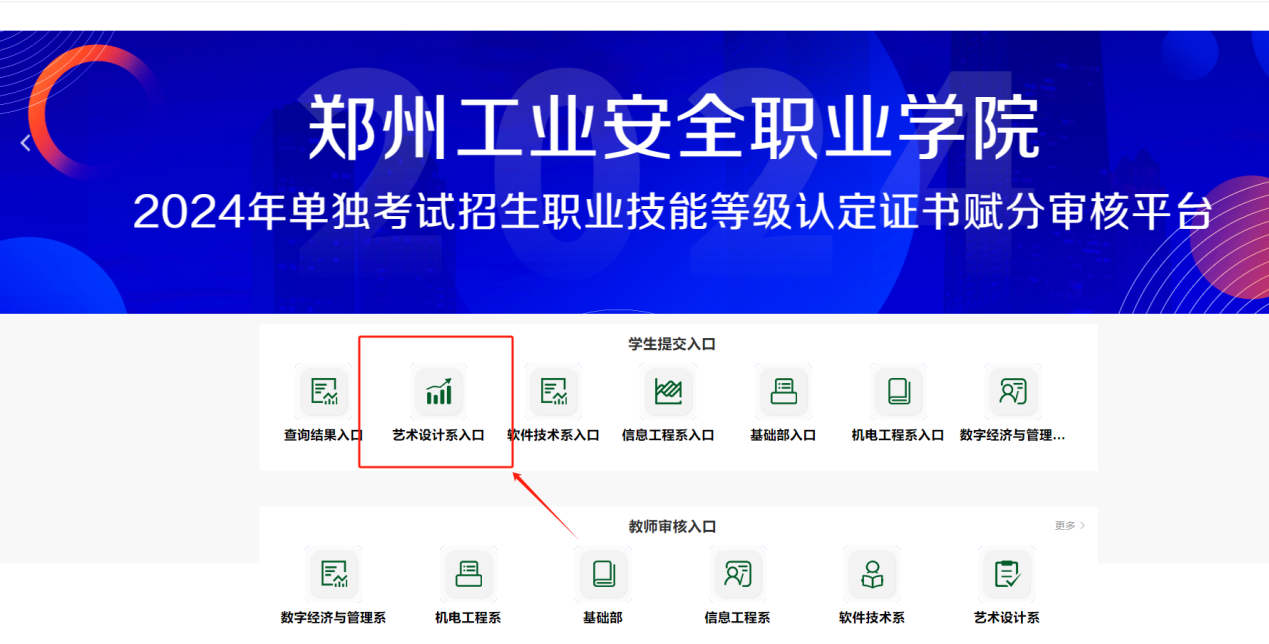 郑州工业安全职业学院
2024年单独考试招生职业技能等级认定证书赋分审核平台
学生提交入口
查询结果入口 艺术设计系入口 软件技术系入口 信息工程系入口 基础部入口 机电工程系入口 数字经济与管理...
教师审核入口 更多
数字经济与管理系 机电工程系 基础部 信息工程系 软件技术系 艺术设计系